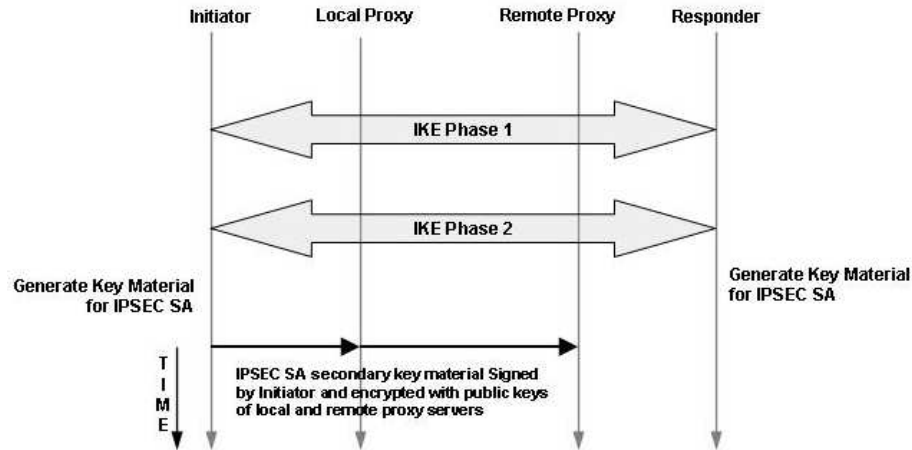 Initiator
Local Proxy
Remote Proxy
Responder
IKE Phase 1
IKE Phase 2
Generate Key Material
for IPSEC SA
Generate Key Material
for IPSEC SA
TIME
IPSEC SA secondary key material Signed
by Initiator and encrypted with public keys
of local and remote proxy servers